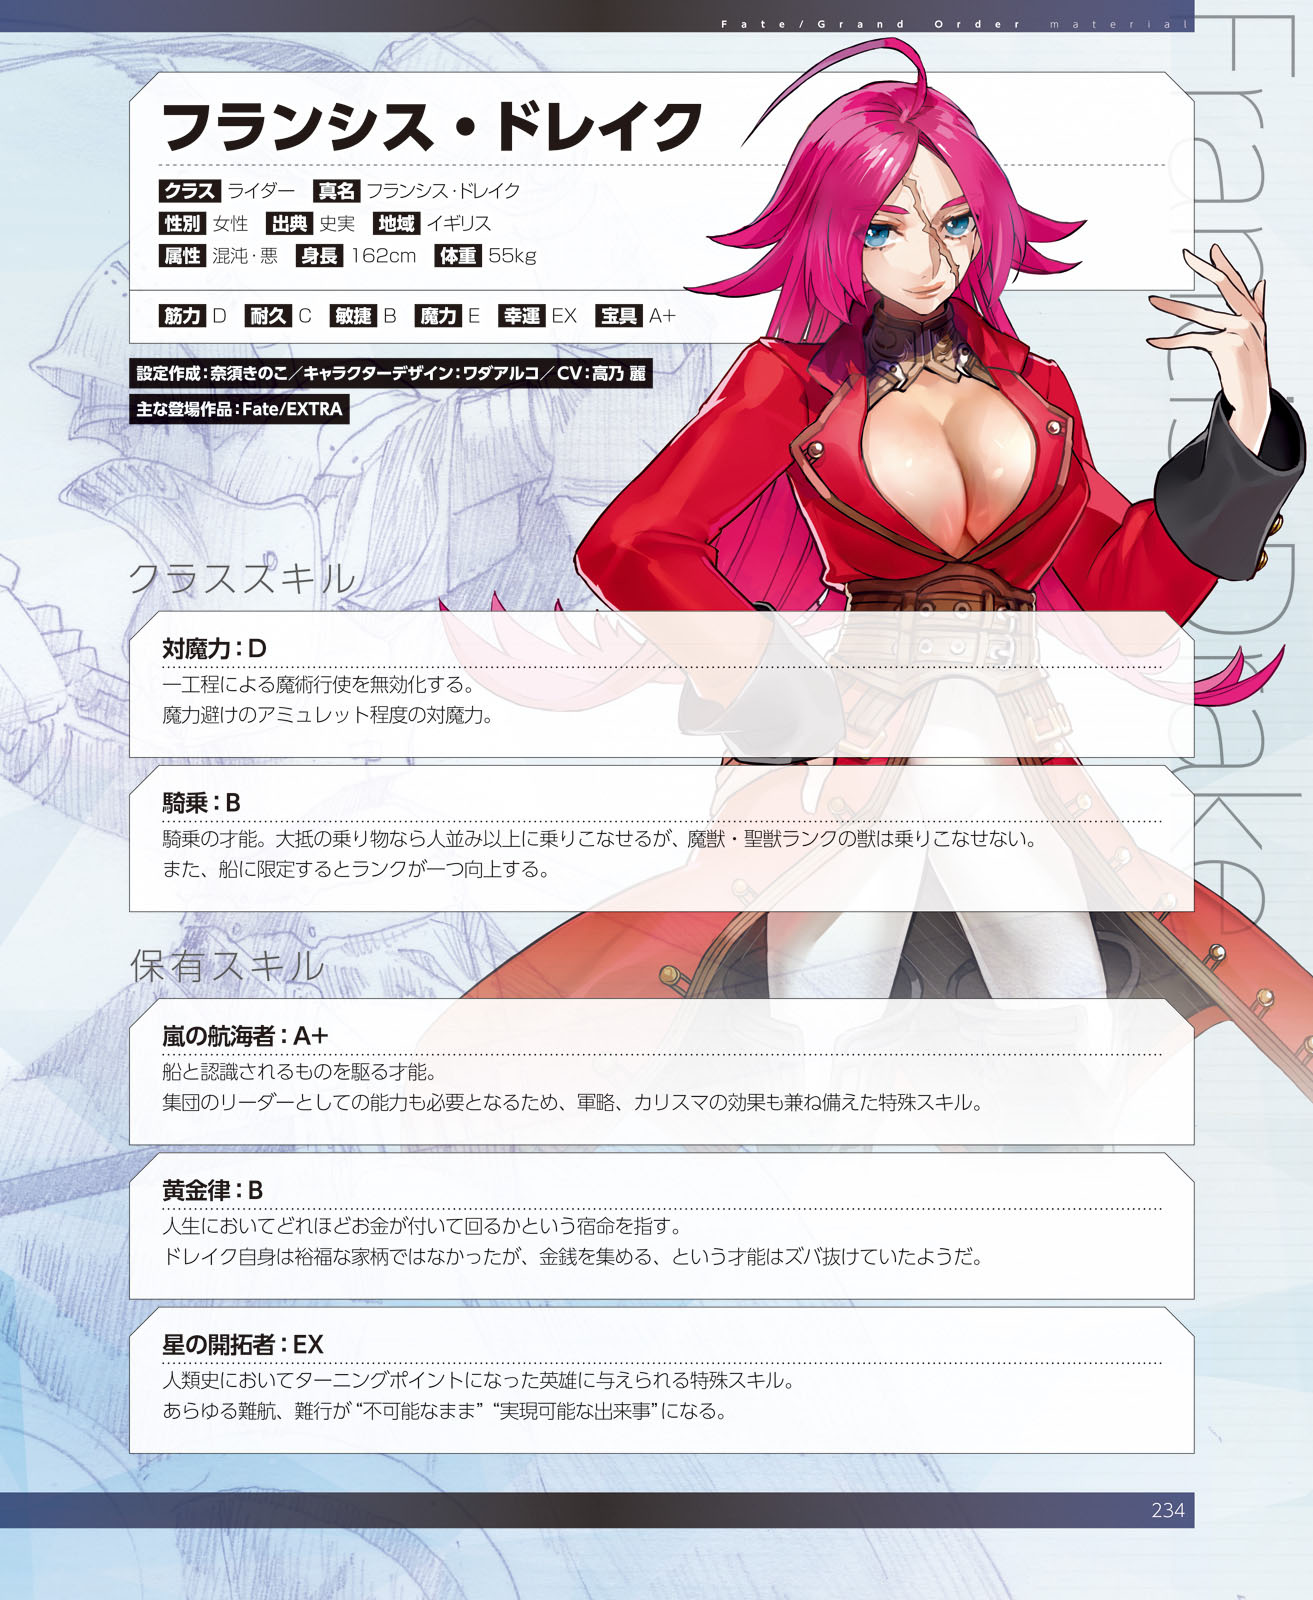 Fate/Grand Order material
Francis Drake
フランシス・ドレイク
クラス ライダー 真名 フランシス・ドレイク
性別 女性 出典 史実 地域 イギリス
属性 混沌・悪 身長 162cm 体重 55kg
筋力 D 耐久 C 敏捷 B 魔力 E 幸運 EX 宝具 A+
設定作成：奈須きのこ／キャラクターデザイン：ワダアルコ／CV：高乃 麗
主な登場作品：Fate/EXTRA
クラススキル
対魔力：D
一工程による魔術行使を無効化する。
魔力避けのアミュレット程度の対魔力。
騎乗：B
騎乗の才能。大抵の乗り物なら人並み以上に乗りこなせるが、魔獣・聖獣ランクの獣は乗りこなせない。
また、船に限定するとランクが一つ向上する。
保有スキル
嵐の航海者：A+
船と認識されるものを駆る才能。
集団のリーダーとしての能力も必要となるため、軍略、カリスマの効果も兼ね備えた特殊スキル。
黄金律：B
人生においてどれほどお金が付いて回るかという宿命を指す。
ドレイク自身は裕福な家柄ではなかったが、金銭を集める、という才能はズバ抜けていたようだ。
星の開拓者：EX
人類史においてターニングポイントになった英雄に与えられる特殊スキル。
あらゆる難航、難行が“不可能なまま”“実現可能な出来事”になる。
234